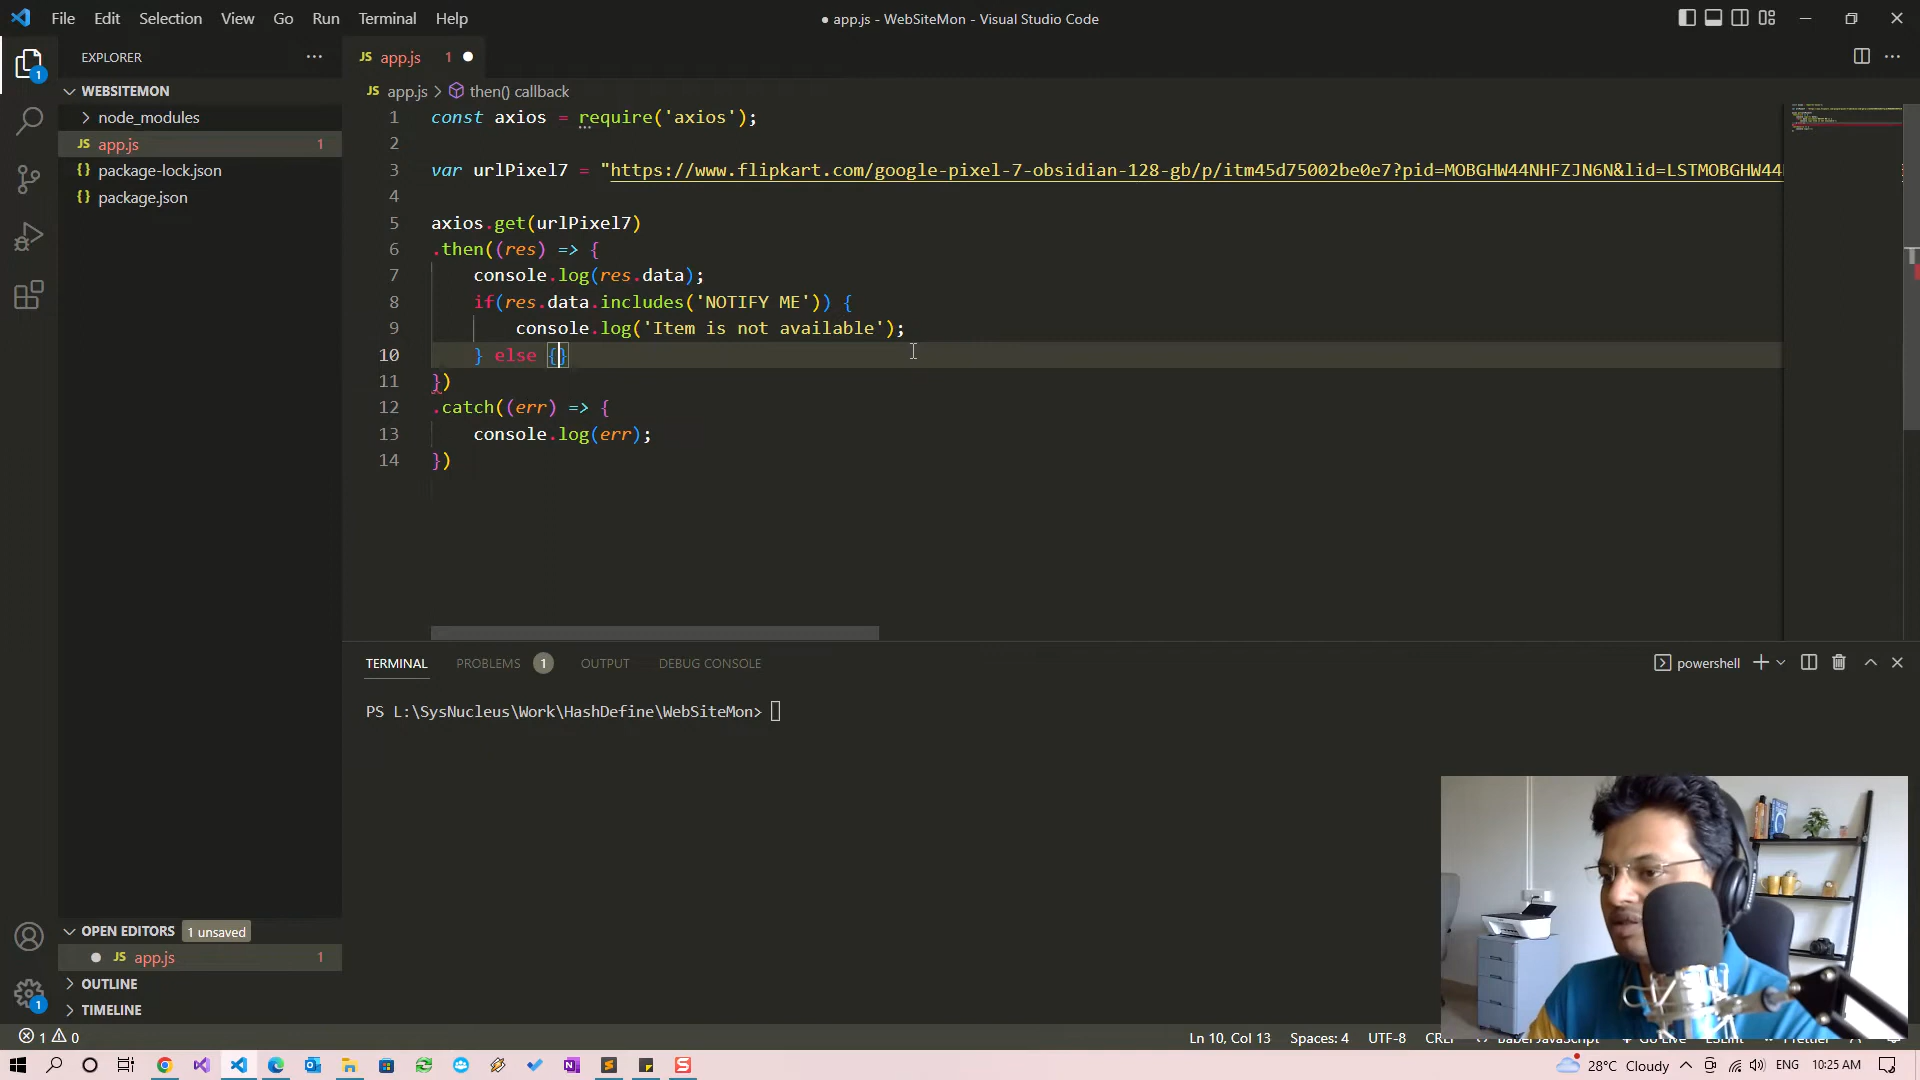 File Edit Selection View Go Run Terminal Help
● app.js - WebSiteMon - Visual Studio Code
EXPLORER
JS app.js 1
WEBSITEMON
node_modules
JS app.js 1
{} package-lock.json
{} package.json
JS app.js > then() callback
1 const axios = require('axios');
2
3 var urlPixel7 = "https://www.flipkart.com/google-pixel-7-obsidian-128-gb/p/itm45d75002be0e7?pid=MOBGHW44NHFZJN6N&lid=LSTMOBGHW44
4
5 axios.get(urlPixel7)
6 .then((res) => {
7 console.log(res.data);
8 if(res.data.includes('NOTIFY ME')) {
9 console.log('Item is not available');
10 } else {}
11 })
12 .catch((err) => {
13 console.log(err);
14 })
TERMINAL PROBLEMS 1 OUTPUT DEBUG CONSOLE
powershell
PS L:\SysNucleus\Work\HashDefine\WebSiteMon>
OPEN EDITORS 1 unsaved
● JS app.js 1
OUTLINE
TIMELINE
1 0
Ln 10, Col 13 Spaces: 4 UTF-8
28°C Cloudy ENG 10:25 AM